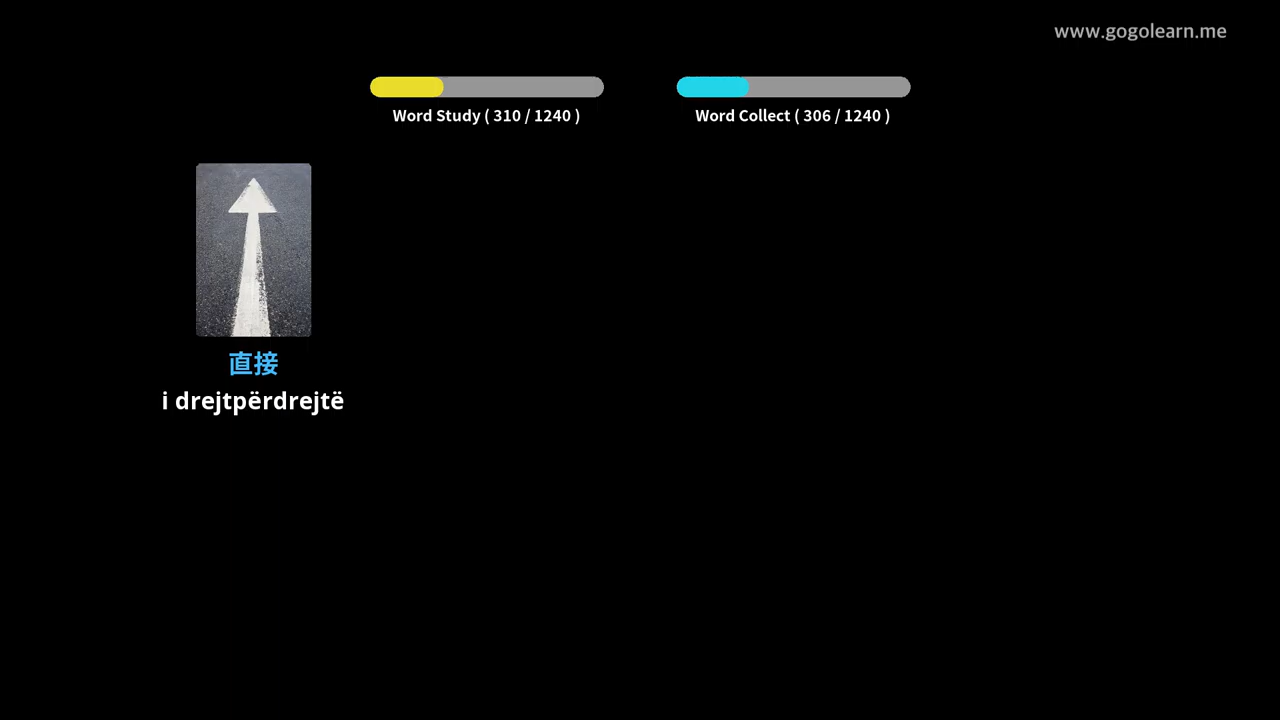 www.gogolearn.me
Word Study ( 310 / 1240 )
Word Collect ( 306 / 1240 )
直接
i drejtpërdrejtë